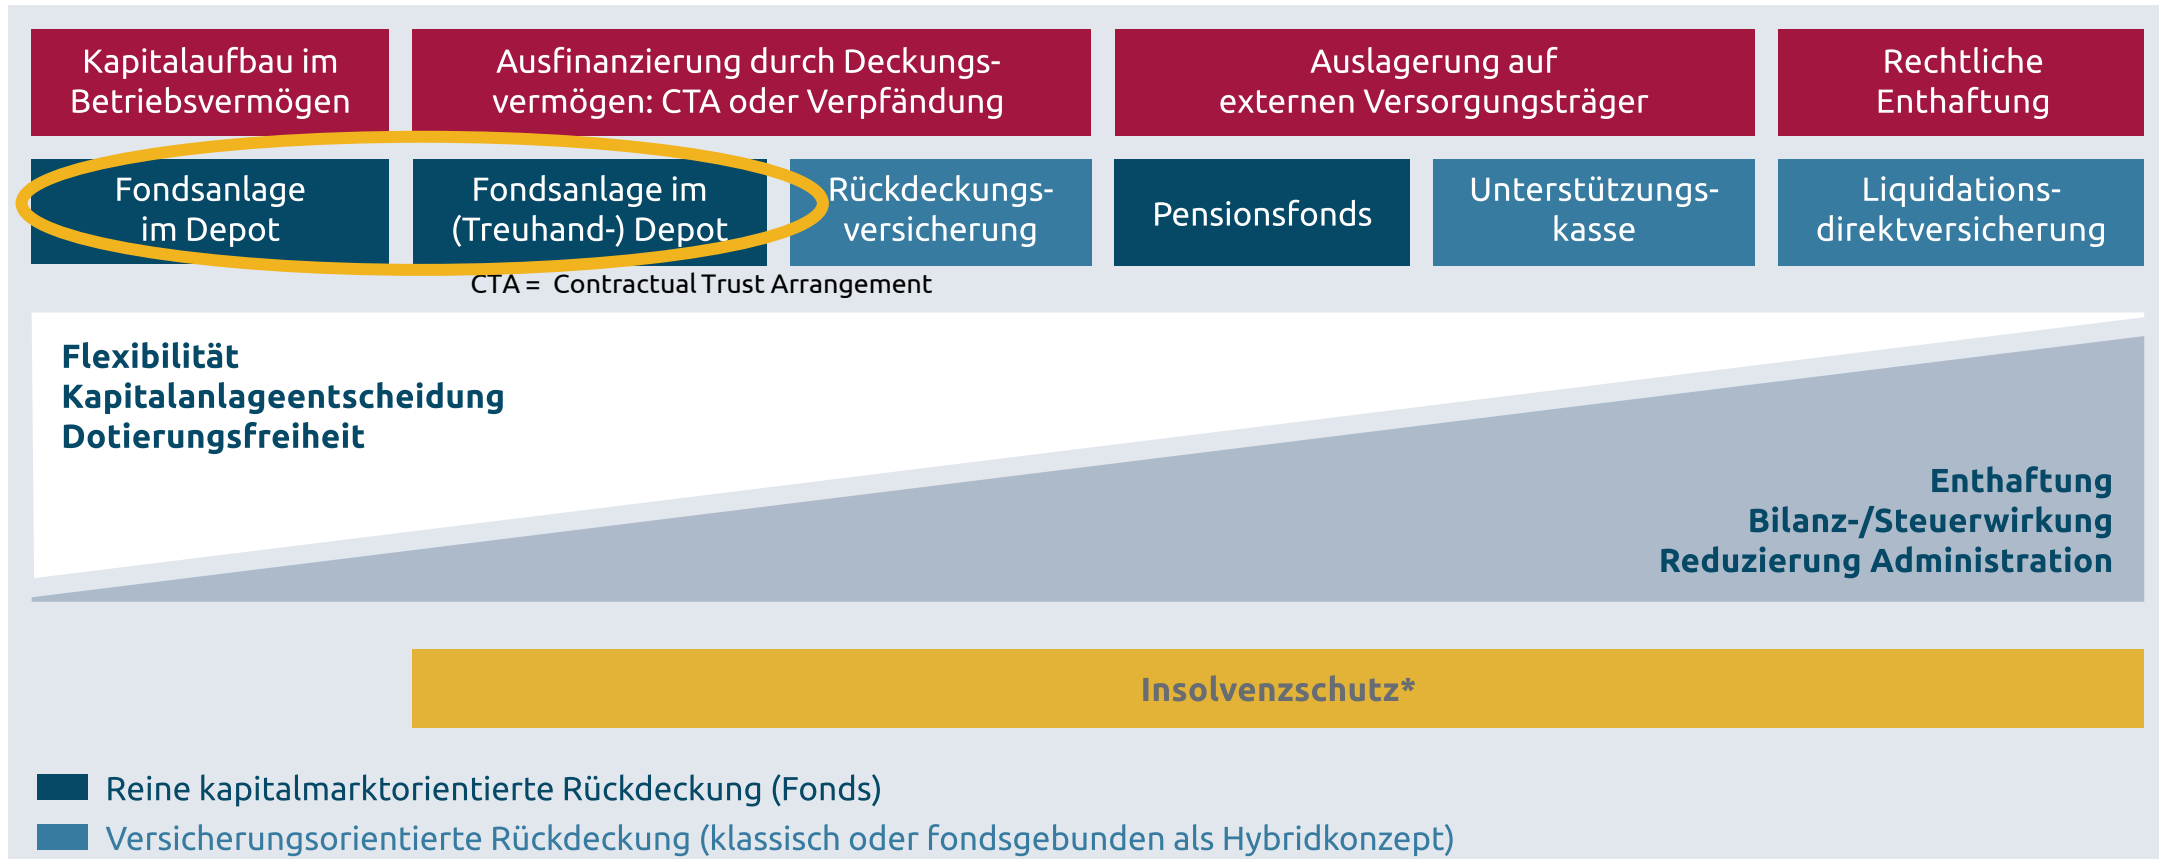 Kapitalaufbau im
Betriebsvermögen
Ausfinanzierung durch Deckungs-
vermögen: CTA oder Verpfändung
Auslagerung auf
externen Versorgungsträger
Rechtliche
Enthaftung
Fondsanlage
im Depot
Fondsanlage im
(Treuhand-) Depot
Rückdeckungs-
versicherung
Pensionsfonds
Unterstützungs-
kasse
Liquidations-
direktversicherung
CTA = Contractual Trust Arrangement
Flexibilität
Kapitalanlageentscheidung
Dotierungsfreiheit
Enthaftung
Bilanz-/Steuerwirkung
Reduzierung Administration
Insolvenzschutz*
Reine kapitalmarktorientierte Rückdeckung (Fonds)
Versicherungsorientierte Rückdeckung (klassisch oder fondsgebunden als Hybridkonzept)